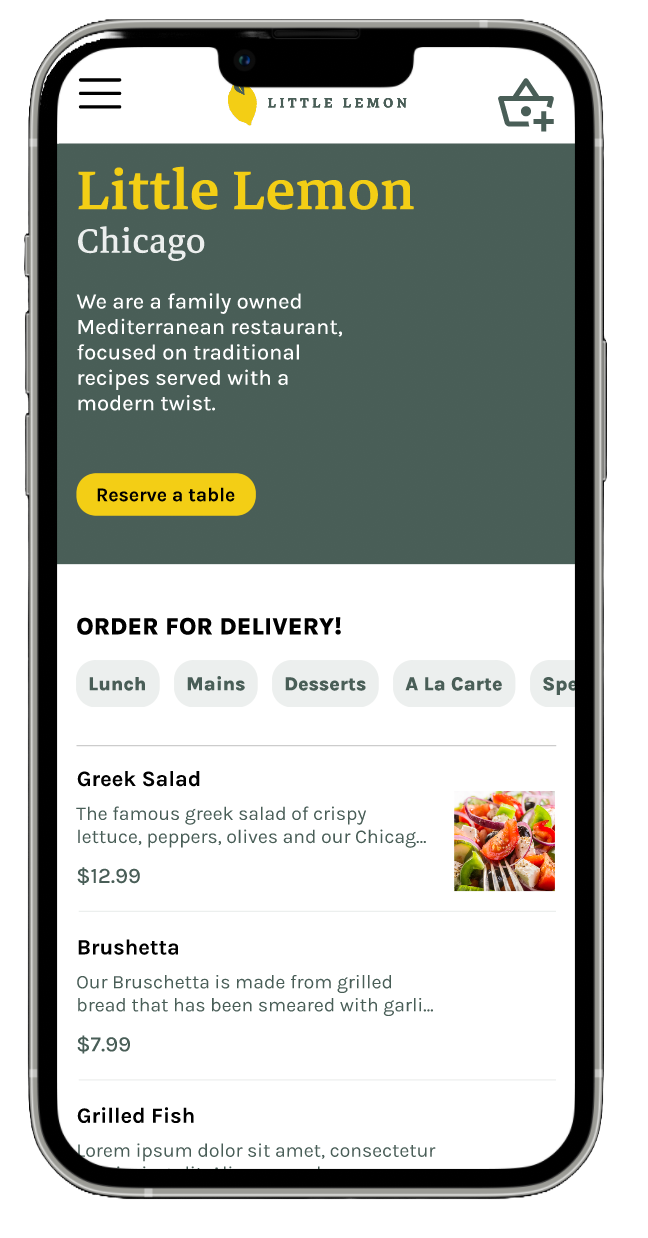 LITTLE LEMON
Little Lemon
Chicago
We are a family owned
Mediterranean restaurant,
focused on traditional
recipes served with a
modern twist.
Reserve a table
ORDER FOR DELIVERY!
Lunch Mains Desserts A La Carte Spe
Greek Salad
The famous greek salad of crispy
lettuce, peppers, olives and our Chicag...
$12.99
Brushetta
Our Bruschetta is made from grilled
bread that has been smeared with garli...
$7.99
Grilled Fish
Lorem ipsum dolor sit amet, consectetur